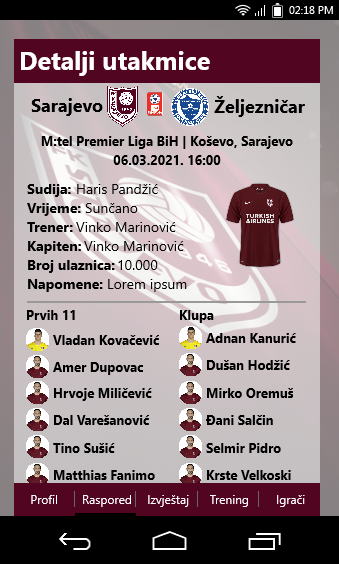 02:18 PM
Detalji utakmice
Sarajevo Željezničar
M:tel Premier Liga BiH | Koševo, Sarajevo
06.03.2021. 16:00
Sudija: Haris Pandžić
Vrijeme: Sunčano
Trener: Vinko Marinović
Kapiten: Vinko Marinović
Broj ulaznica: 10.000
Napomene: Lorem ipsum
TURKISH
AIRLINES
Prvih 11 Klupa
Vladan Kovačević Adnan Kanurić
Amer Dupovac Dušan Hodžić
Hrvoje Miličević Mirko Oremuš
Dal Varešanović Đani Salčin
Tino Sušić Selmir Pidro
Matthias Fanimo Krste Velkoski
Profil Raspored Izvještaj Trening Igrači